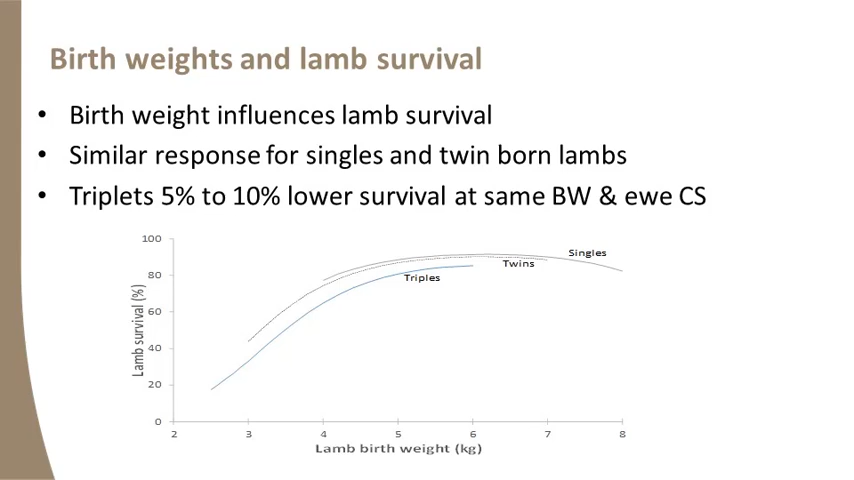 Birth weights and lamb survival
• Birth weight influences lamb survival
• Similar response for singles and twin born lambs
• Triplets 5% to 10% lower survival at same BW & ewe CS
100
80
60
40
20
0
Lamb survival (%)
Singles
Twins
Triples
2 3 4 5 6 7 8
Lamb birth weight (kg)